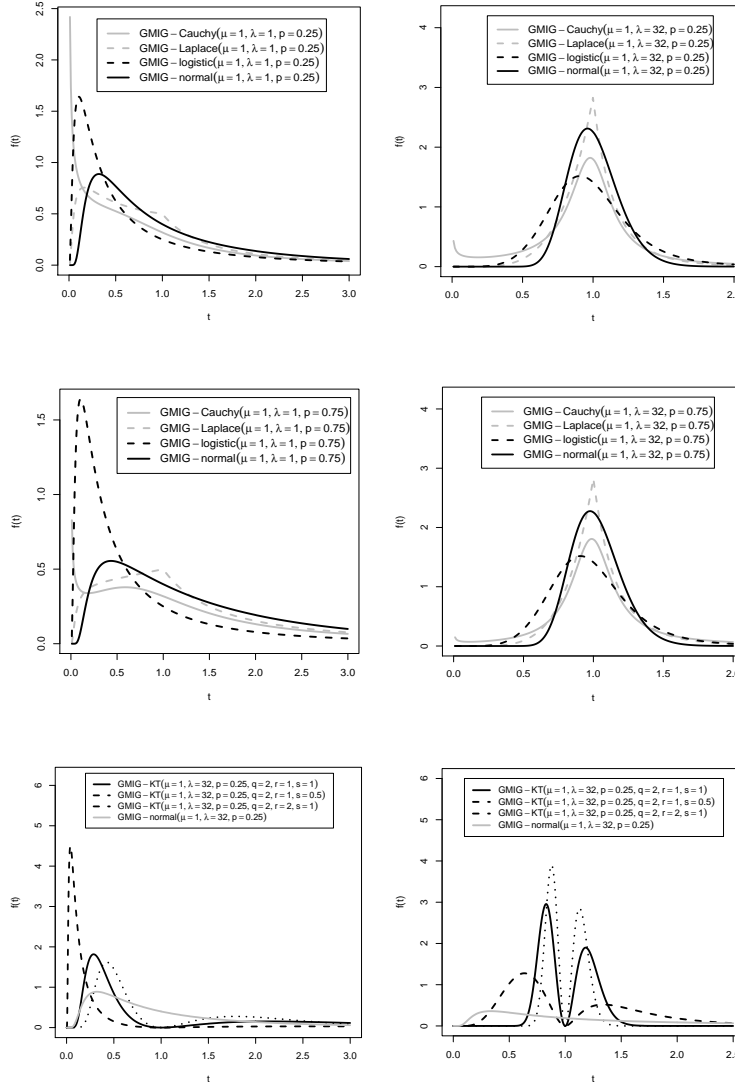 GMIG−Cauchy(μ = 1, λ = 1, p = 0.25)
GMIG−Laplace(μ = 1, λ = 1, p = 0.25)
GMIG−logistic(μ = 1, λ = 1, p = 0.25)
GMIG−normal(μ = 1, λ = 1, p = 0.25)
f(t)
0.0 0.5 1.0 1.5 2.0 2.5
0.0 0.5 1.0 1.5 2.0 2.5 3.0
t
GMIG−Cauchy(μ = 1, λ = 32, p = 0.25)
GMIG−Laplace(μ = 1, λ = 32, p = 0.25)
GMIG−logistic(μ = 1, λ = 32, p = 0.25)
GMIG−normal(μ = 1, λ = 32, p = 0.25)
f(t)
0 1 2 3 4
0.0 0.5 1.0 1.5 2.0 2.5
t
GMIG−Cauchy(μ = 1, λ = 1, p = 0.75)
GMIG−Laplace(μ = 1, λ = 1, p = 0.75)
GMIG−logistic(μ = 1, λ = 1, p = 0.75)
GMIG−normal(μ = 1, λ = 1, p = 0.75)
f(t)
0.0 0.5 1.0 1.5
0.0 0.5 1.0 1.5 2.0 2.5 3.0
t
GMIG−Cauchy(μ = 1, λ = 32, p = 0.75)
GMIG−Laplace(μ = 1, λ = 32, p = 0.75)
GMIG−logistic(μ = 1, λ = 32, p = 0.75)
GMIG−normal(μ = 1, λ = 32, p = 0.75)
f(t)
0 1 2 3 4
0.0 0.5 1.0 1.5 2.0 2.5
t
GMIG−KT(μ = 1, λ = 32, p = 0.25, q = 2, r = 1, s = 1)
GMIG−KT(μ = 1, λ = 32, p = 0.25, q = 2, r = 1, s = 0.5)
GMIG−KT(μ = 1, λ = 32, p = 0.25, q = 2, r = 2, s = 1)
GMIG−normal(μ = 1, λ = 32, p = 0.25)
f(t)
0 1 2 3 4 5 6
0.0 0.5 1.0 1.5 2.0 2.5 3.0
t
GMIG−KT(μ = 1, λ = 32, p = 0.25, q = 2, r = 1, s = 1)
GMIG−KT(μ = 1, λ = 32, p = 0.25, q = 2, r = 1, s = 0.5)
GMIG−KT(μ = 1, λ = 32, p = 0.25, q = 2, r = 2, s = 1)
GMIG−normal(μ = 1, λ = 32, p = 0.25)
f(t)
0 1 2 3 4 5 6
0.0 0.5 1.0 1.5 2.0 2.5
t